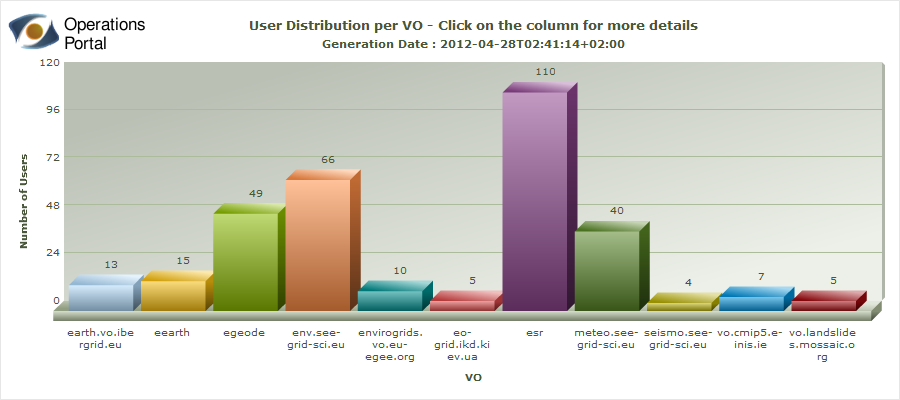 Operations
Portal
User Distribution per VO - Click on the column for more details
Generation Date : 2012-04-28T02:41:14+02:00
Number of Users
120
96
72
48
24
0
13
15
49
66
10
5
110
40
4
7
5
earth.vo.ibe
rgrid.eu
eearth
egeode
env.see-
grid-sci.eu
envirogrids.
vo.eu-
egee.org
eo-
grid.ikd.ki
ev.ua
esr
meteo.see-
grid-sci.eu
seismo.see-
grid-sci.eu
vo.cmip5.e-
inis.ie
vo.landslide
s.mossaic.o
rg
VO